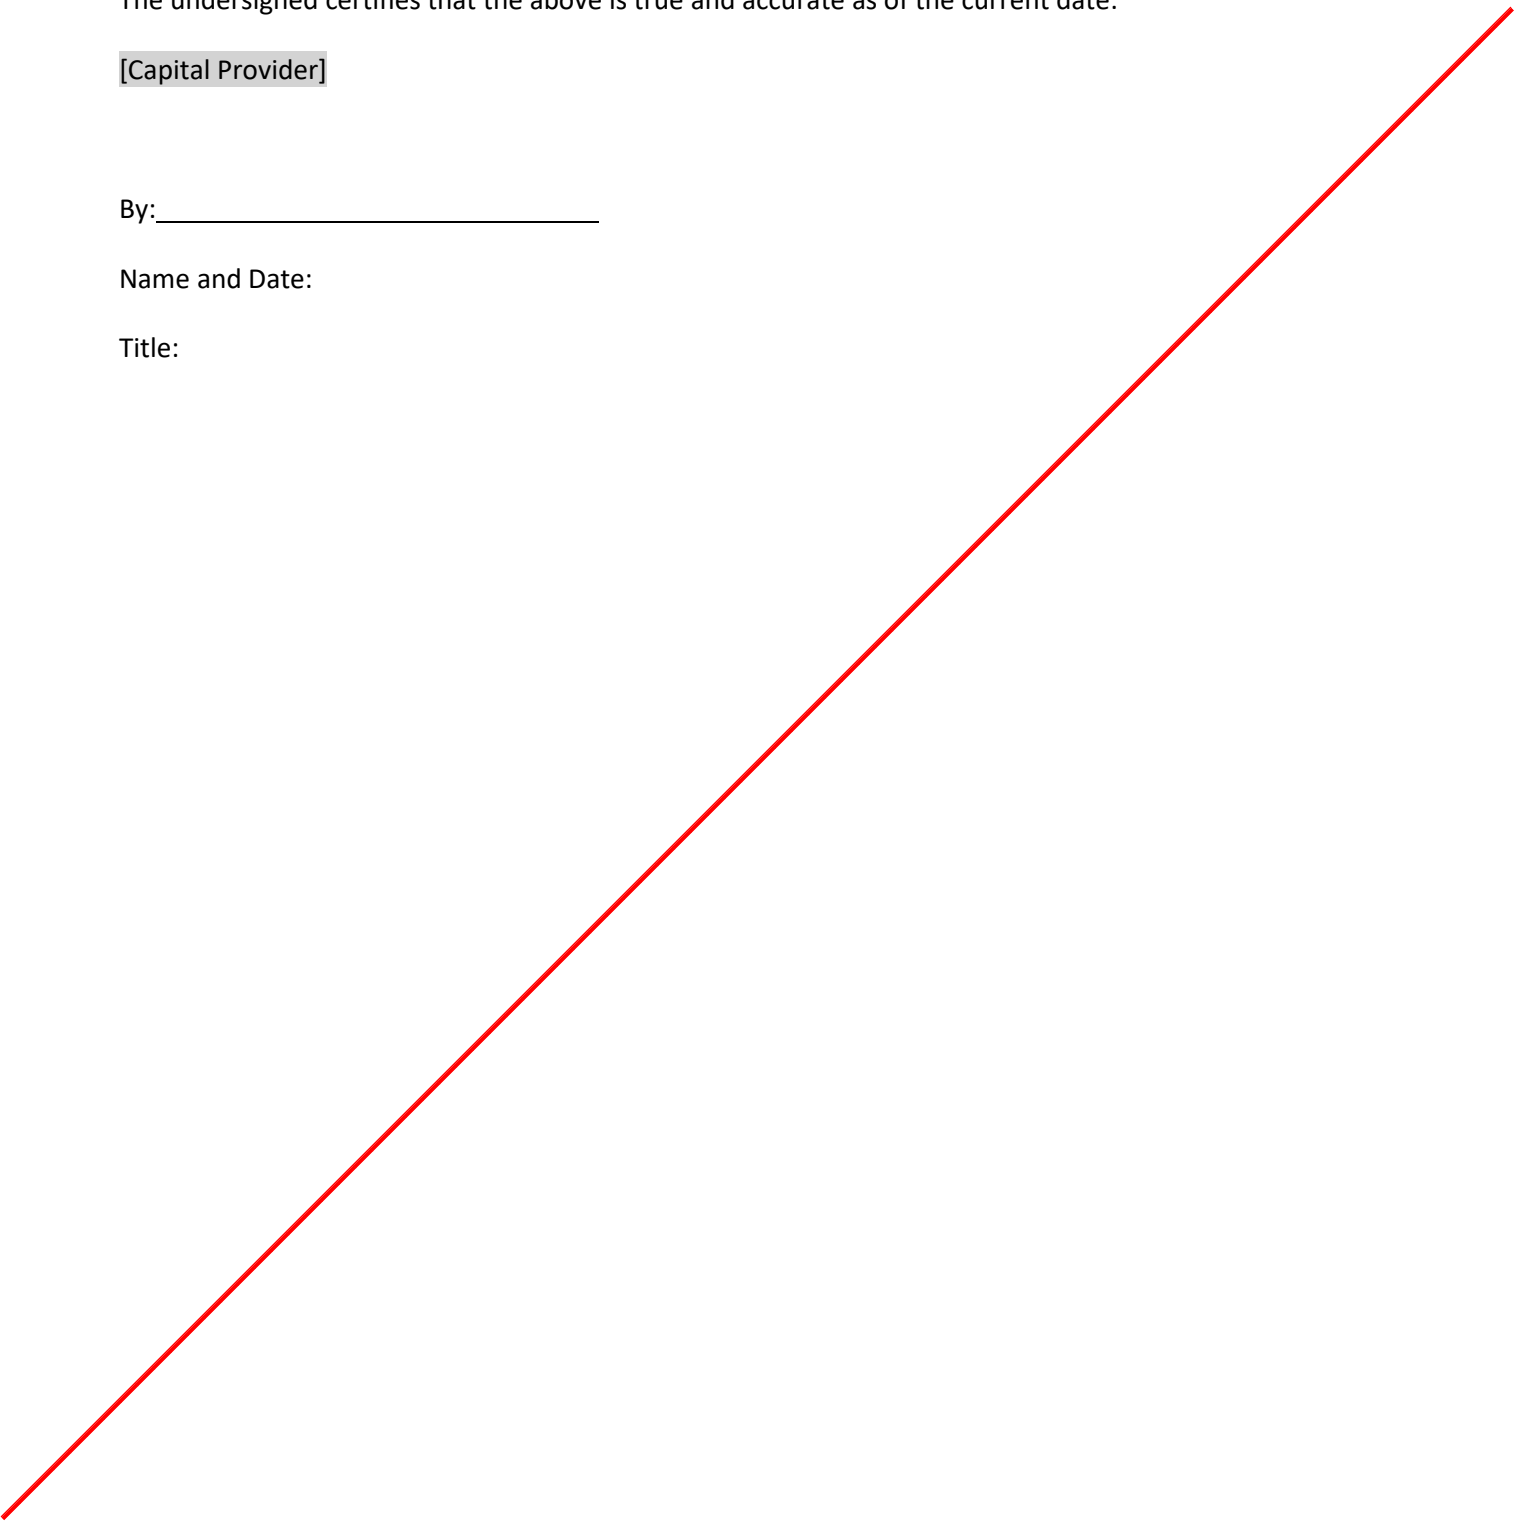 The undersigned certifies that the above is true and accurate as of the current date.
[Capital Provider]
By:
Name and Date:
Title: